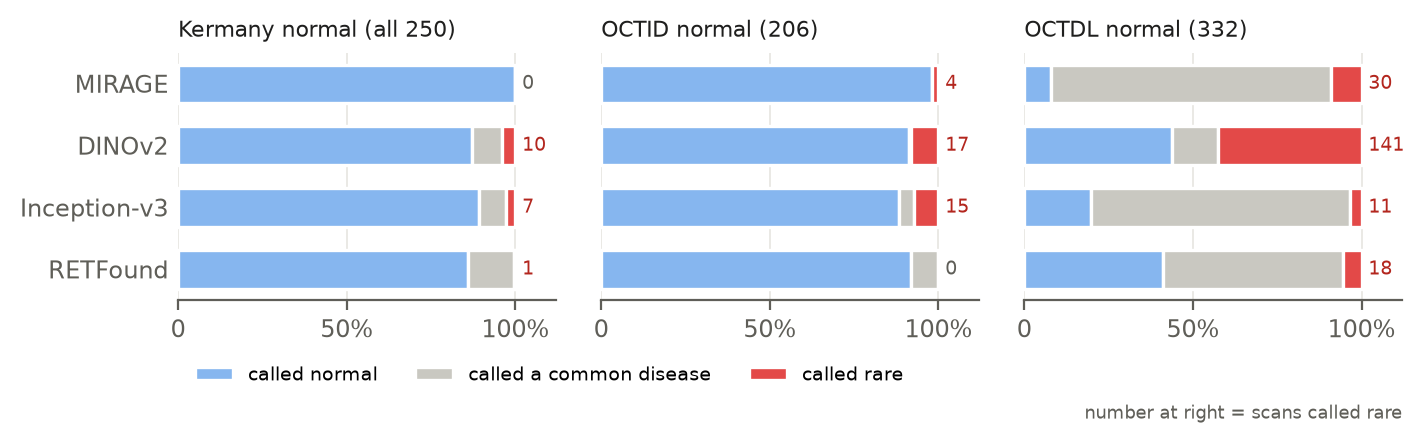 Kermany normal (all 250)
OCTID normal (206)
OCTDL normal (332)
MIRAGE
0
4
30
DINOv2
10
17
141
Inception-v3
7
15
11
RETFound
1
0
18
0 50% 100%
0 50% 100%
0 50% 100%
called normal
called a common disease
called rare
number at right = scans called rare